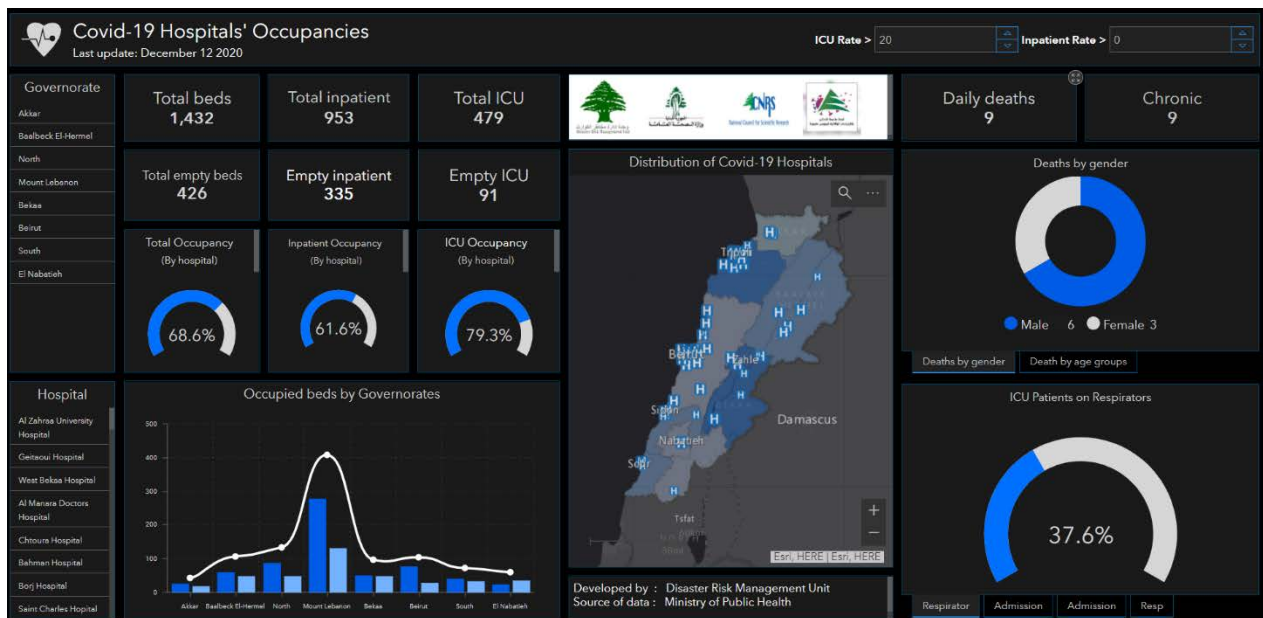 Covid-19 Hospitals' Occupancies
Last update: December 12 2020
ICU Rate > 20
Inpatient Rate > 0
Governorate
Akkar
Baalbeck El-Hermel
North
Mount Lebanon
Bekaa
Beirut
South
El Nabatieh
Total beds
1,432
Total inpatient
953
Total ICU
479
Total empty beds
426
Empty inpatient
335
Empty ICU
91
Total Occupancy
(By hospital)
68.6%
Inpatient Occupancy
(By hospital)
61.6%
ICU Occupancy
(By hospital)
79.3%
Hospital
Al Zahraa University
Hospital
Geitaoui Hospital
West Bekaa Hospital
Al Manara Doctors
Hospital
Chtoura Hospital
Bahman Hospital
Borj Hospital
Saint Charles Hopital
Occupied beds by Governorates
500
400
300
200
100
0
Akkar Baalbeck El-Hermel North Mount Lebanon Bekaa Beirut South El Nabatieh
CNRS
National Council for Scientific Research
Distribution of Covid-19 Hospitals
Zahle
Damascus
Nabatieh
Tsfat
Esri, HERE | Esri, HERE
Developed by : Disaster Risk Management Unit
Source of data : Ministry of Public Health
Daily deaths
9
Chronic
9
Deaths by gender
Male 6 Female 3
Deaths by gender
Death by age groups
ICU Patients on Respirators
37.6%
Respirator
Admission
Admission
Resp